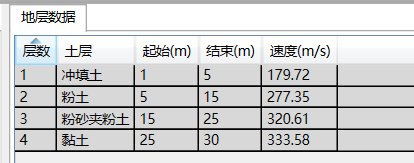 地层数据
层数 土层 起始(m) 结束(m) 速度(m/s)
1 冲填土 1 5 179.72
2 粉土 5 15 277.35
3 粉砂夹粉土 15 25 320.61
4 黏土 25 30 333.58